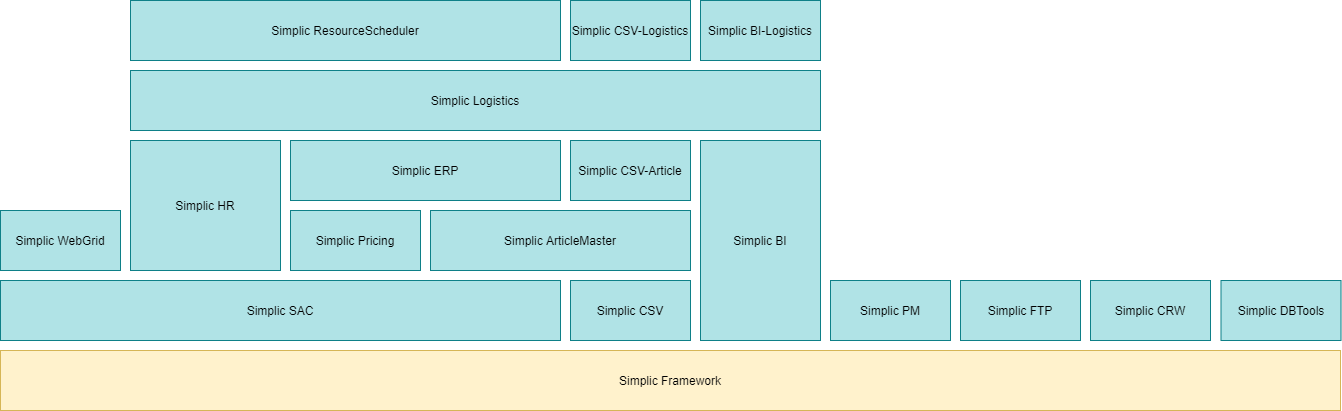 Simplic ResourceScheduler
Simplic CSV-Logistics
Simplic BI-Logistics
Simplic Logistics
Simplic HR
Simplic ERP
Simplic CSV-Article
Simplic BI
Simplic WebGrid
Simplic Pricing
Simplic ArticleMaster
Simplic SAC
Simplic CSV
Simplic PM
Simplic FTP
Simplic CRW
Simplic DBTools
Simplic Framework